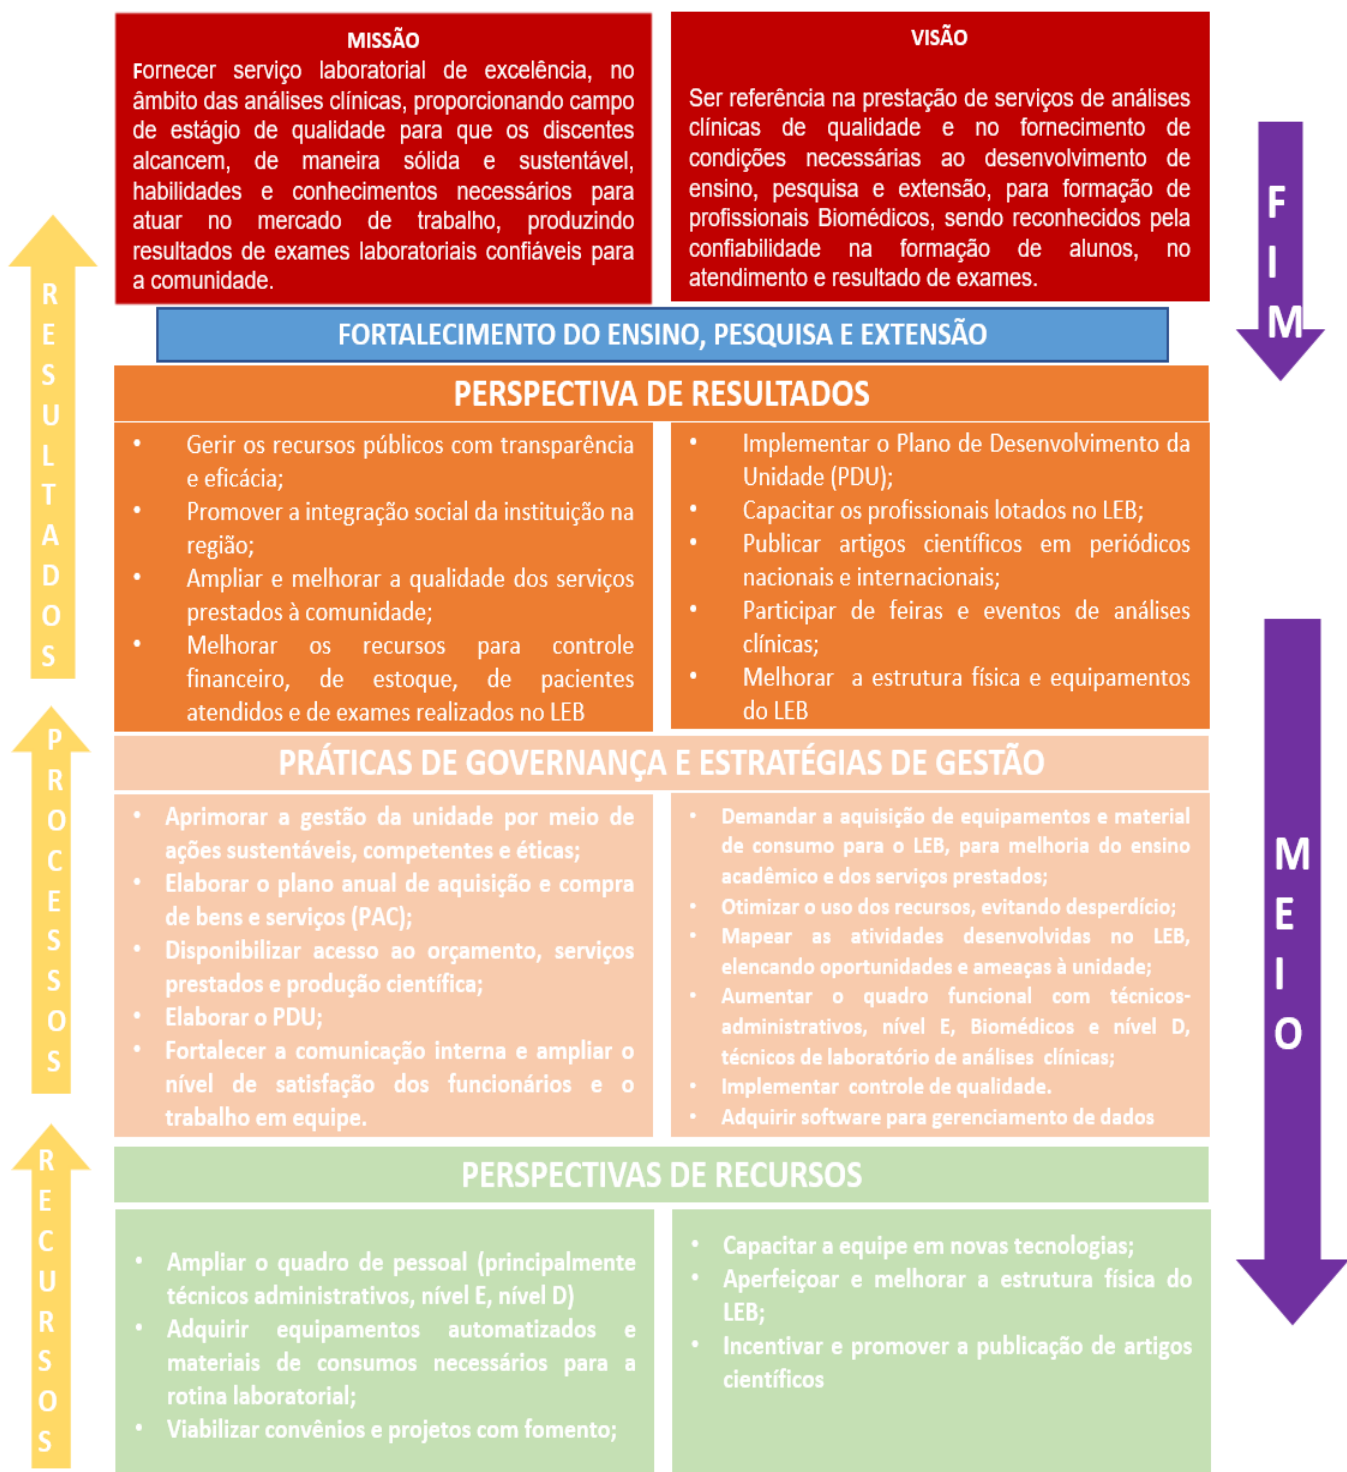 MISSÃO
Fornecer serviço laboratorial de excelência, no
âmbito das análises clínicas, proporcionando campo
de estágio de qualidade para que os discentes
alcancem, de maneira sólida e sustentável,
habilidades e conhecimentos necessários para
atuar no mercado de trabalho, produzindo
resultados de exames laboratoriais confiáveis para
a comunidade.
VISÃO
Ser referência na prestação de serviços de análises
clínicas de qualidade e no fornecimento de
condições necessárias ao desenvolvimento de
ensino, pesquisa e extensão, para formação de
profissionais Biomédicos, sendo reconhecidos pela
confiabilidade na formação de alunos, no
atendimento e resultado de exames.
FORTALECIMENTO DO ENSINO, PESQUISA E EXTENSÃO
PERSPECTIVA DE RESULTADOS
• Gerir os recursos públicos com transparência
e eficácia;
• Promover a integração social da instituição na
região;
• Ampliar e melhorar a qualidade dos serviços
prestados à comunidade;
• Melhorar os recursos para controle
financeiro, de estoque, de pacientes
atendidos e de exames realizados no LEB
• Implementar o Plano de Desenvolvimento da
Unidade (PDU);
• Capacitar os profissionais lotados no LEB;
• Publicar artigos científicos em periódicos
nacionais e internacionais;
• Participar de feiras e eventos de análises
clínicas;
• Melhorar a estrutura física e equipamentos
do LEB
PRÁTICAS DE GOVERNANÇA E ESTRATÉGIAS DE GESTÃO
• Aprimorar a gestão da unidade por meio de
ações sustentáveis, competentes e éticas;
• Elaborar o plano anual de aquisição e compra
de bens e serviços (PAC);
• Disponibilizar acesso ao orçamento, serviços
prestados e produção científica;
• Elaborar o PDU;
• Fortalecer a comunicação interna e ampliar o
nível de satisfação dos funcionários e o
trabalho em equipe.
• Demandar a aquisição de equipamentos e material
de consumo para o LEB, para melhoria do ensino
acadêmico e dos serviços prestados;
• Otimizar o uso dos recursos, evitando desperdício;
• Mapear as atividades desenvolvidas no LEB,
elencando oportunidades e ameaças à unidade;
• Aumentar o quadro funcional com técnicos-
administrativos, nível E, Biomédicos e nível D,
técnicos de laboratório de análises clínicas;
• Implementar controle de qualidade.
• Adquirir software para gerenciamento de dados
PERSPECTIVAS DE RECURSOS
• Ampliar o quadro de pessoal (principalmente
técnicos administrativos, nível E, nível D)
• Adquirir equipamentos automatizados e
materiais de consumos necessários para a
rotina laboratorial;
• Viabilizar convênios e projetos com fomento;
• Capacitar a equipe em novas tecnologias;
• Aperfeiçoar e melhorar a estrutura física do
LEB;
• Incentivar e promover a publicação de artigos
científicos
RESULTADOS
PROCESSOS
RECURSOS
FIM
MEIO